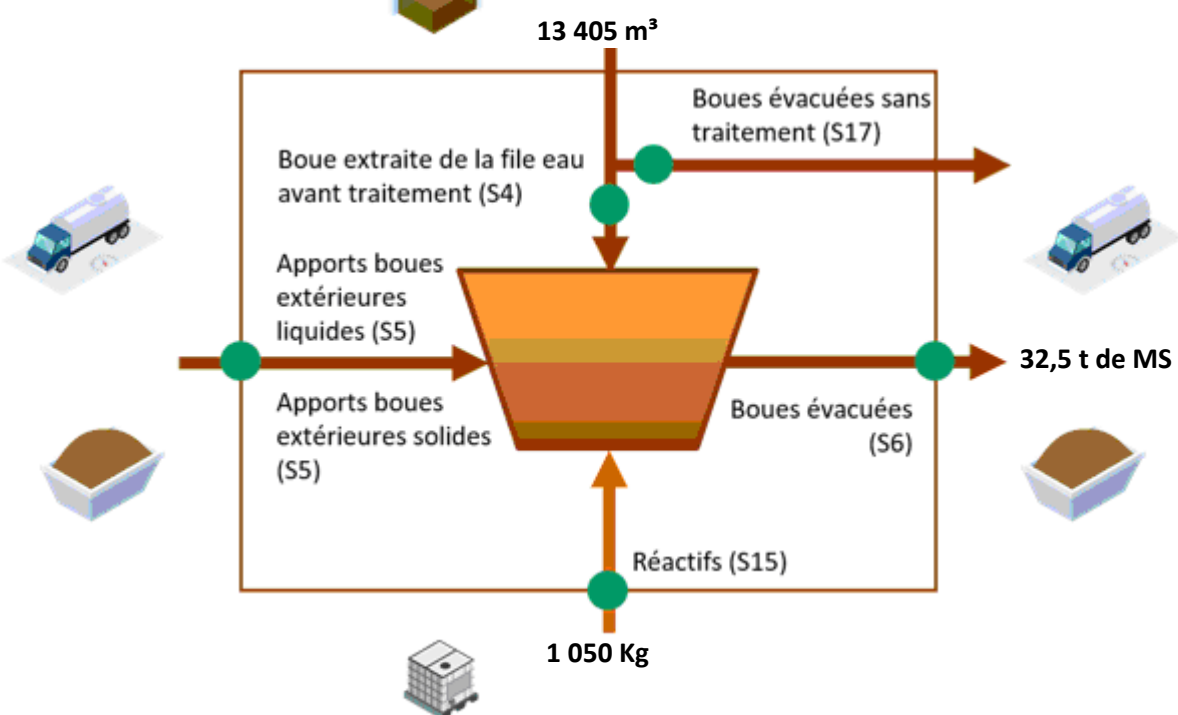 13 405 m³
Boues évacuées sans
traitement (S17)
Boue extraite de la file eau
avant traitement (S4)
Apports boues
extérieures
liquides (S5)
32,5 t de MS
Apports boues
extérieures solides
(S5)
Boues évacuées
(S6)
Réactifs (S15)
1 050 Kg